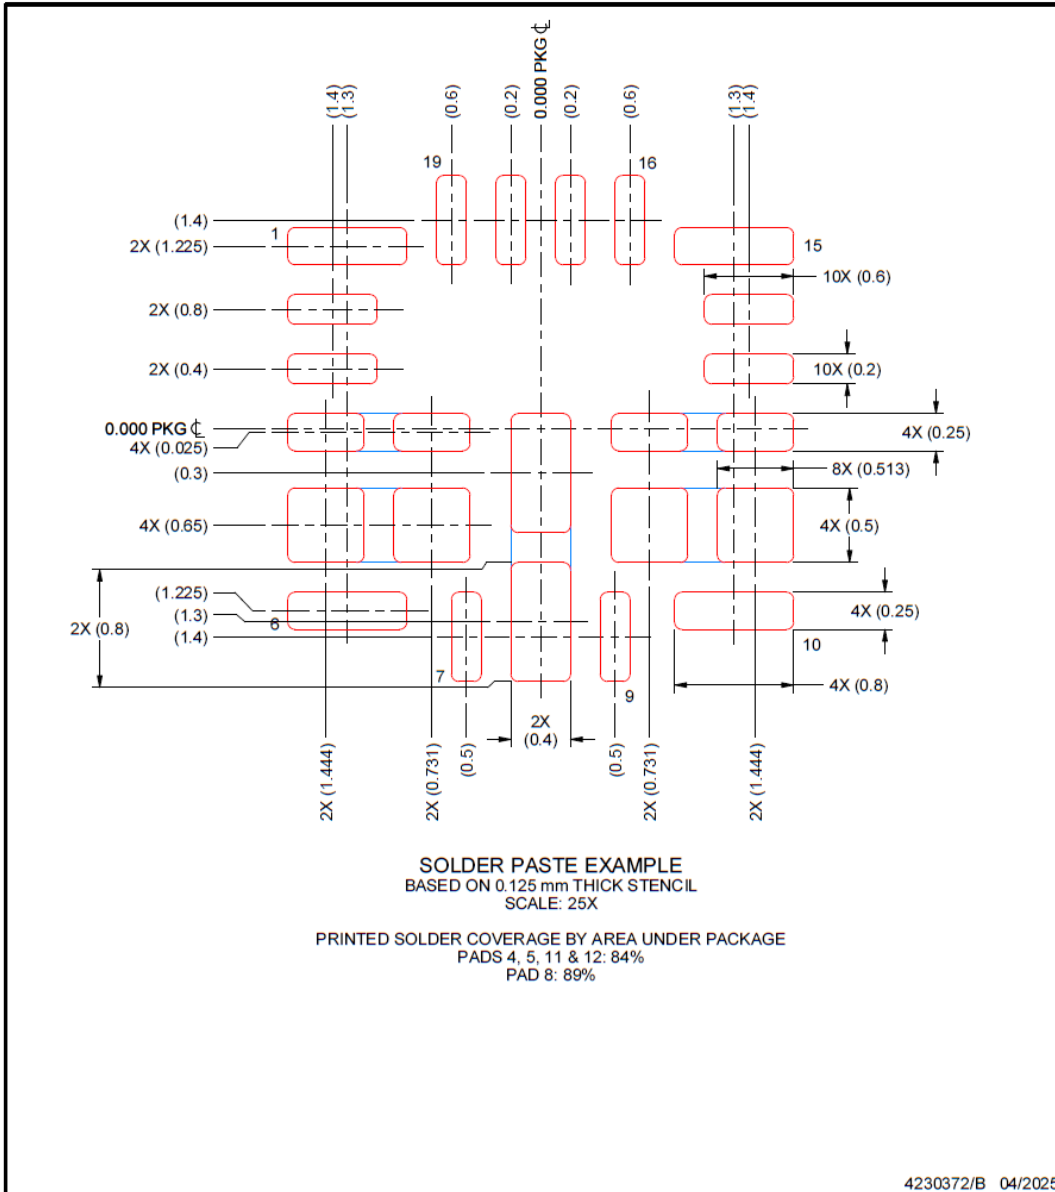 0.000 PKG ℄
(1.4)
(1.3)
(0.6)
(0.2)
(0.2)
(0.6)
(1.3)
(1.4)
19
16
(1.4)
1
2X (1.225)
15
10X (0.6)
2X (0.8)
2X (0.4)
10X (0.2)
0.000 PKG ℄
4X (0.025)
4X (0.25)
(0.3)
8X (0.513)
4X (0.65)
4X (0.5)
(1.225)
6
(1.3)
2X (0.8)
(1.4)
4X (0.25)
10
7
9
4X (0.8)
2X
(0.4)
2X (1.444)
2X (0.731)
(0.5)
(0.5)
2X (0.731)
2X (1.444)
SOLDER PASTE EXAMPLE
BASED ON 0.125 mm THICK STENCIL
SCALE: 25X
PRINTED SOLDER COVERAGE BY AREA UNDER PACKAGE
PADS 4, 5, 11 & 12: 84%
PAD 8: 89%
4230372/B 04/2025